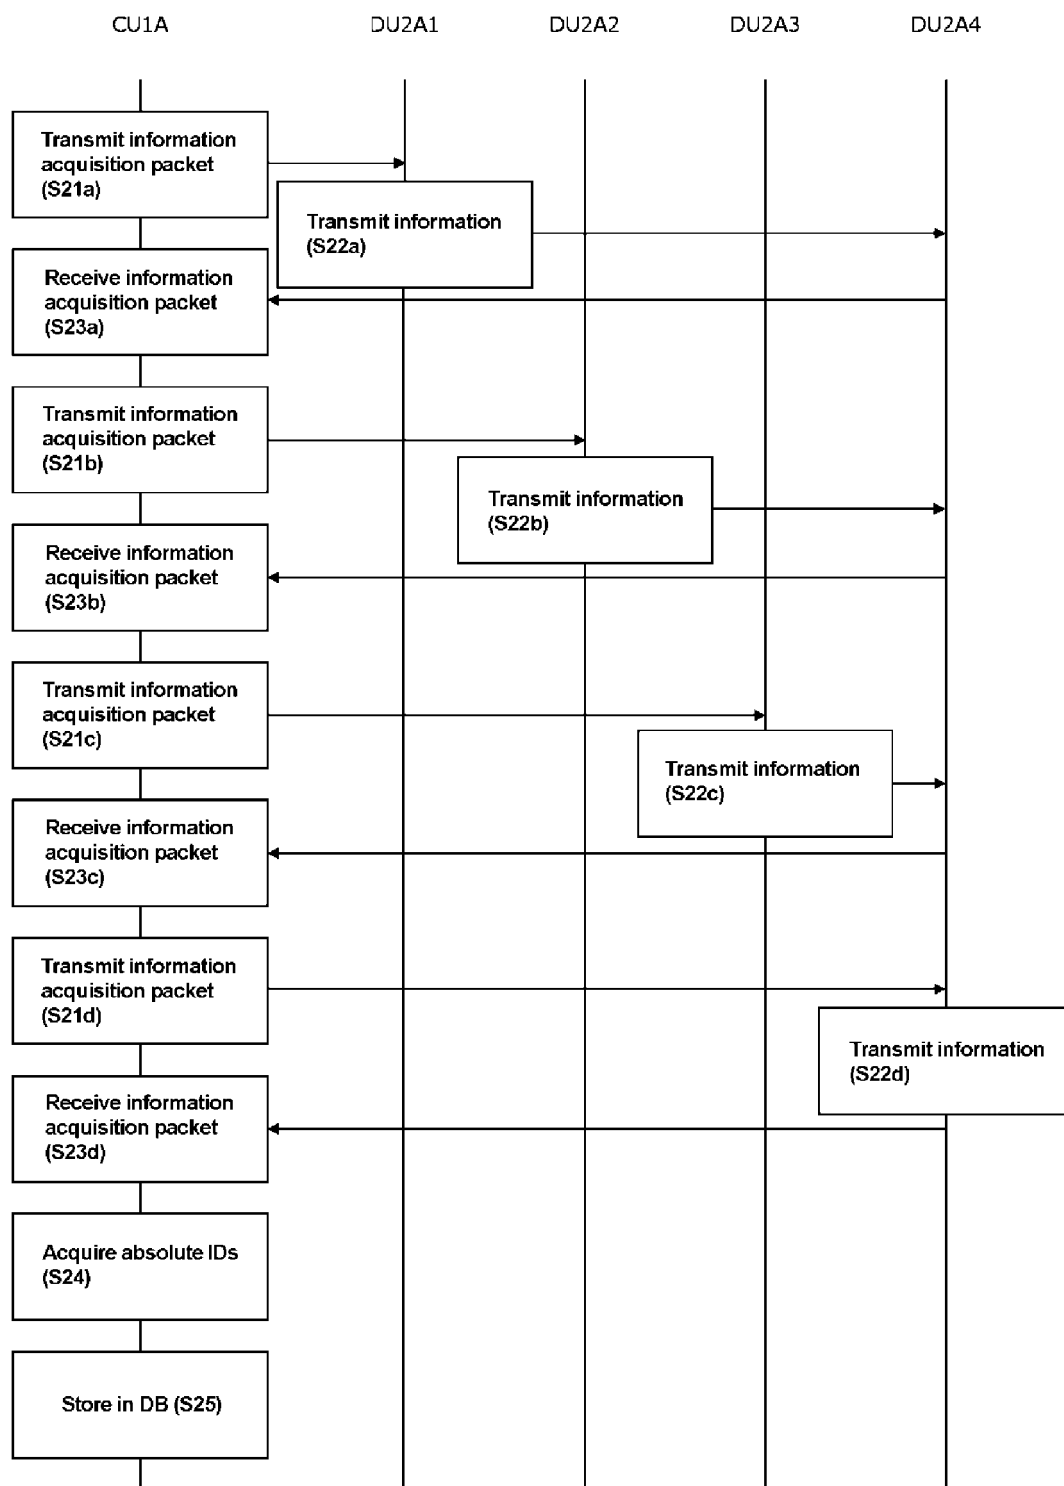 CU1A DU2A1 DU2A2 DU2A3 DU2A4
Transmit information
acquisition packet
(S21a)
Transmit information
(S22a)
Receive information
acquisition packet
(S23a)
Transmit information
acquisition packet
(S21b)
Transmit information
(S22b)
Receive information
acquisition packet
(S23b)
Transmit information
acquisition packet
(S21c)
Transmit information
(S22c)
Receive information
acquisition packet
(S23c)
Transmit information
acquisition packet
(S21d)
Transmit information
(S22d)
Receive information
acquisition packet
(S23d)
Acquire absolute IDs
(S24)
Store in DB (S25)